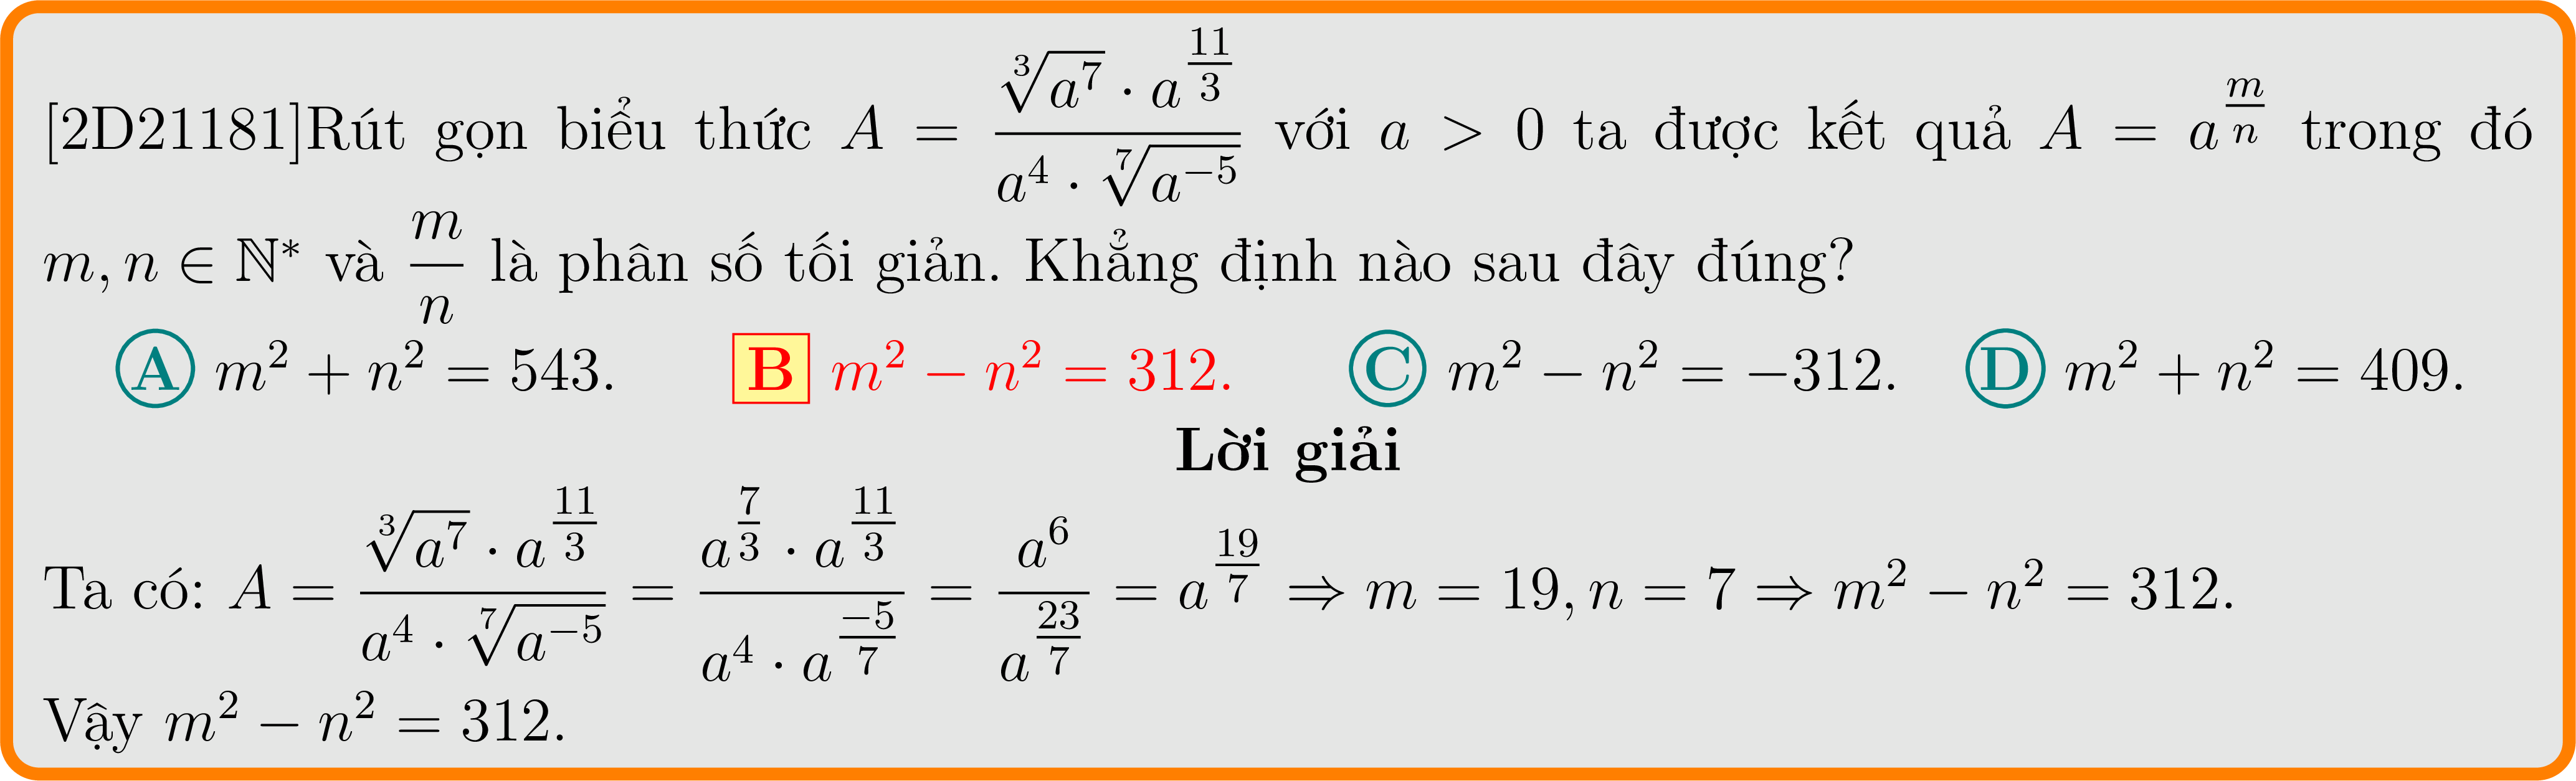 [2D21181]Rút gọn biểu thức $A = \dfrac{\sqrt[3]{a^7} \cdot a^{\frac{11}{3}}}{a^4 \cdot \sqrt[7]{a^{-5}}}$ với $a > 0$ ta được kết quả $A = a^{\frac{m}{n}}$ trong đó
$m, n \in \mathbb{N}^*$ và $\dfrac{m}{n}$ là phân số tối giản. Khẳng định nào sau đây đúng?
A $m^2 + n^2 = 543$. B $m^2 - n^2 = 312$. C $m^2 - n^2 = -312$. D $m^2 + n^2 = 409$.
Lời giải
Ta có: $A = \dfrac{\sqrt[3]{a^7} \cdot a^{\frac{11}{3}}}{a^4 \cdot \sqrt[7]{a^{-5}}} = \dfrac{a^{\frac{7}{3}} \cdot a^{\frac{11}{3}}}{a^4 \cdot a^{\frac{-5}{7}}} = \dfrac{a^6}{a^{\frac{23}{7}}} = a^{\frac{19}{7}} \Rightarrow m = 19, n = 7 \Rightarrow m^2 - n^2 = 312$.
Vậy $m^2 - n^2 = 312$.